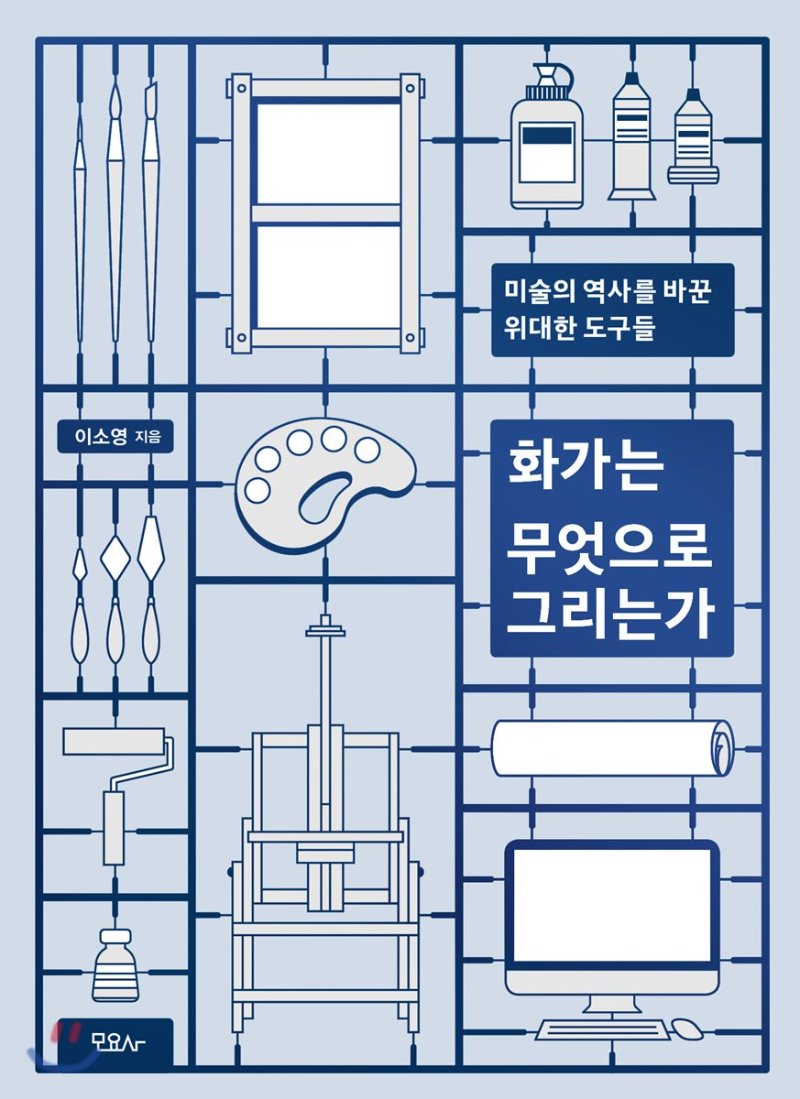 미술의 역사를 바꾼
위대한 도구들
이소영 지음
화가는
무엇으로
그리는가
모요사